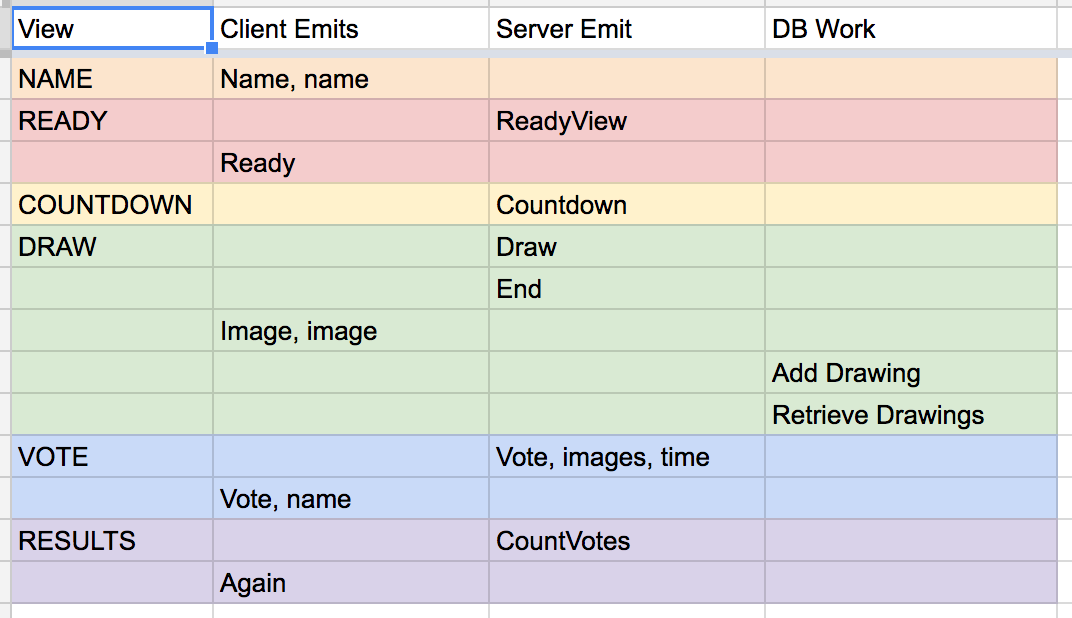 View Client Emits Server Emit DB Work
NAME Name, name
READY ReadyView
Ready
COUNTDOWN Countdown
DRAW Draw
End
Image, image
Add Drawing
Retrieve Drawings
VOTE Vote, images, time
Vote, name
RESULTS CountVotes
Again